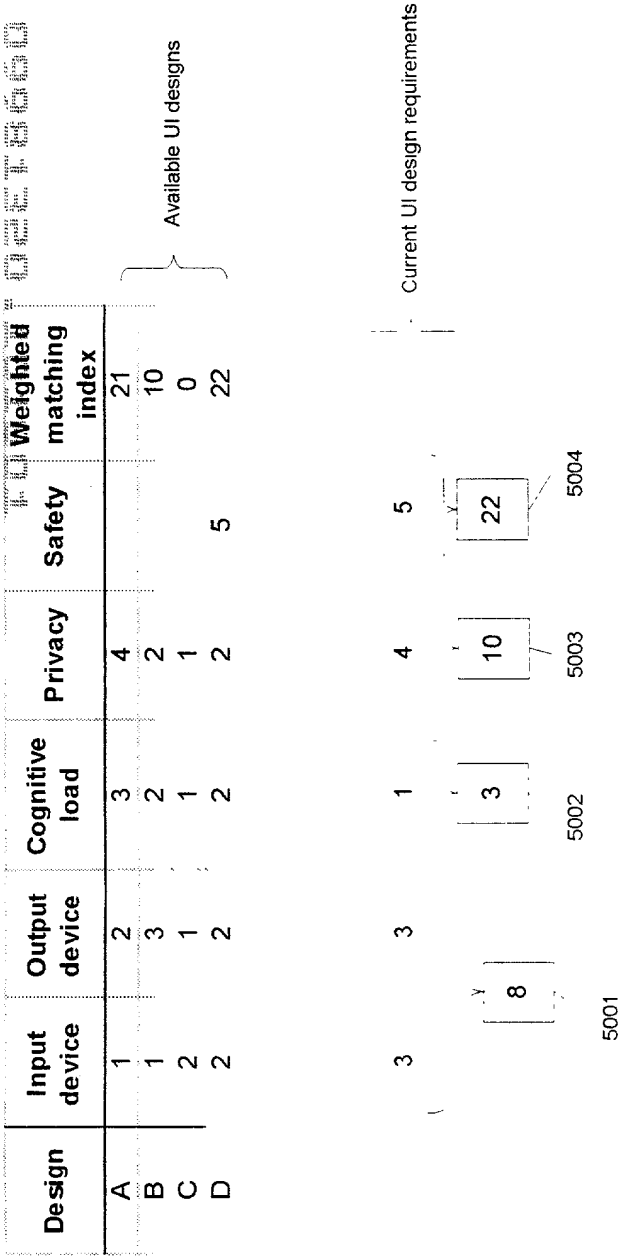 Design Input device Output device Cognitive load Privacy Safety Weighted matching index
A 1 2 3 4 21
B 1 3 2 2 10
C 2 1 1 1 0
D 2 2 2 2 5 22
Available UI designs
3 3 1 4 5
Current UI design requirements
8 3 10 22
5001 5002 5003 5004